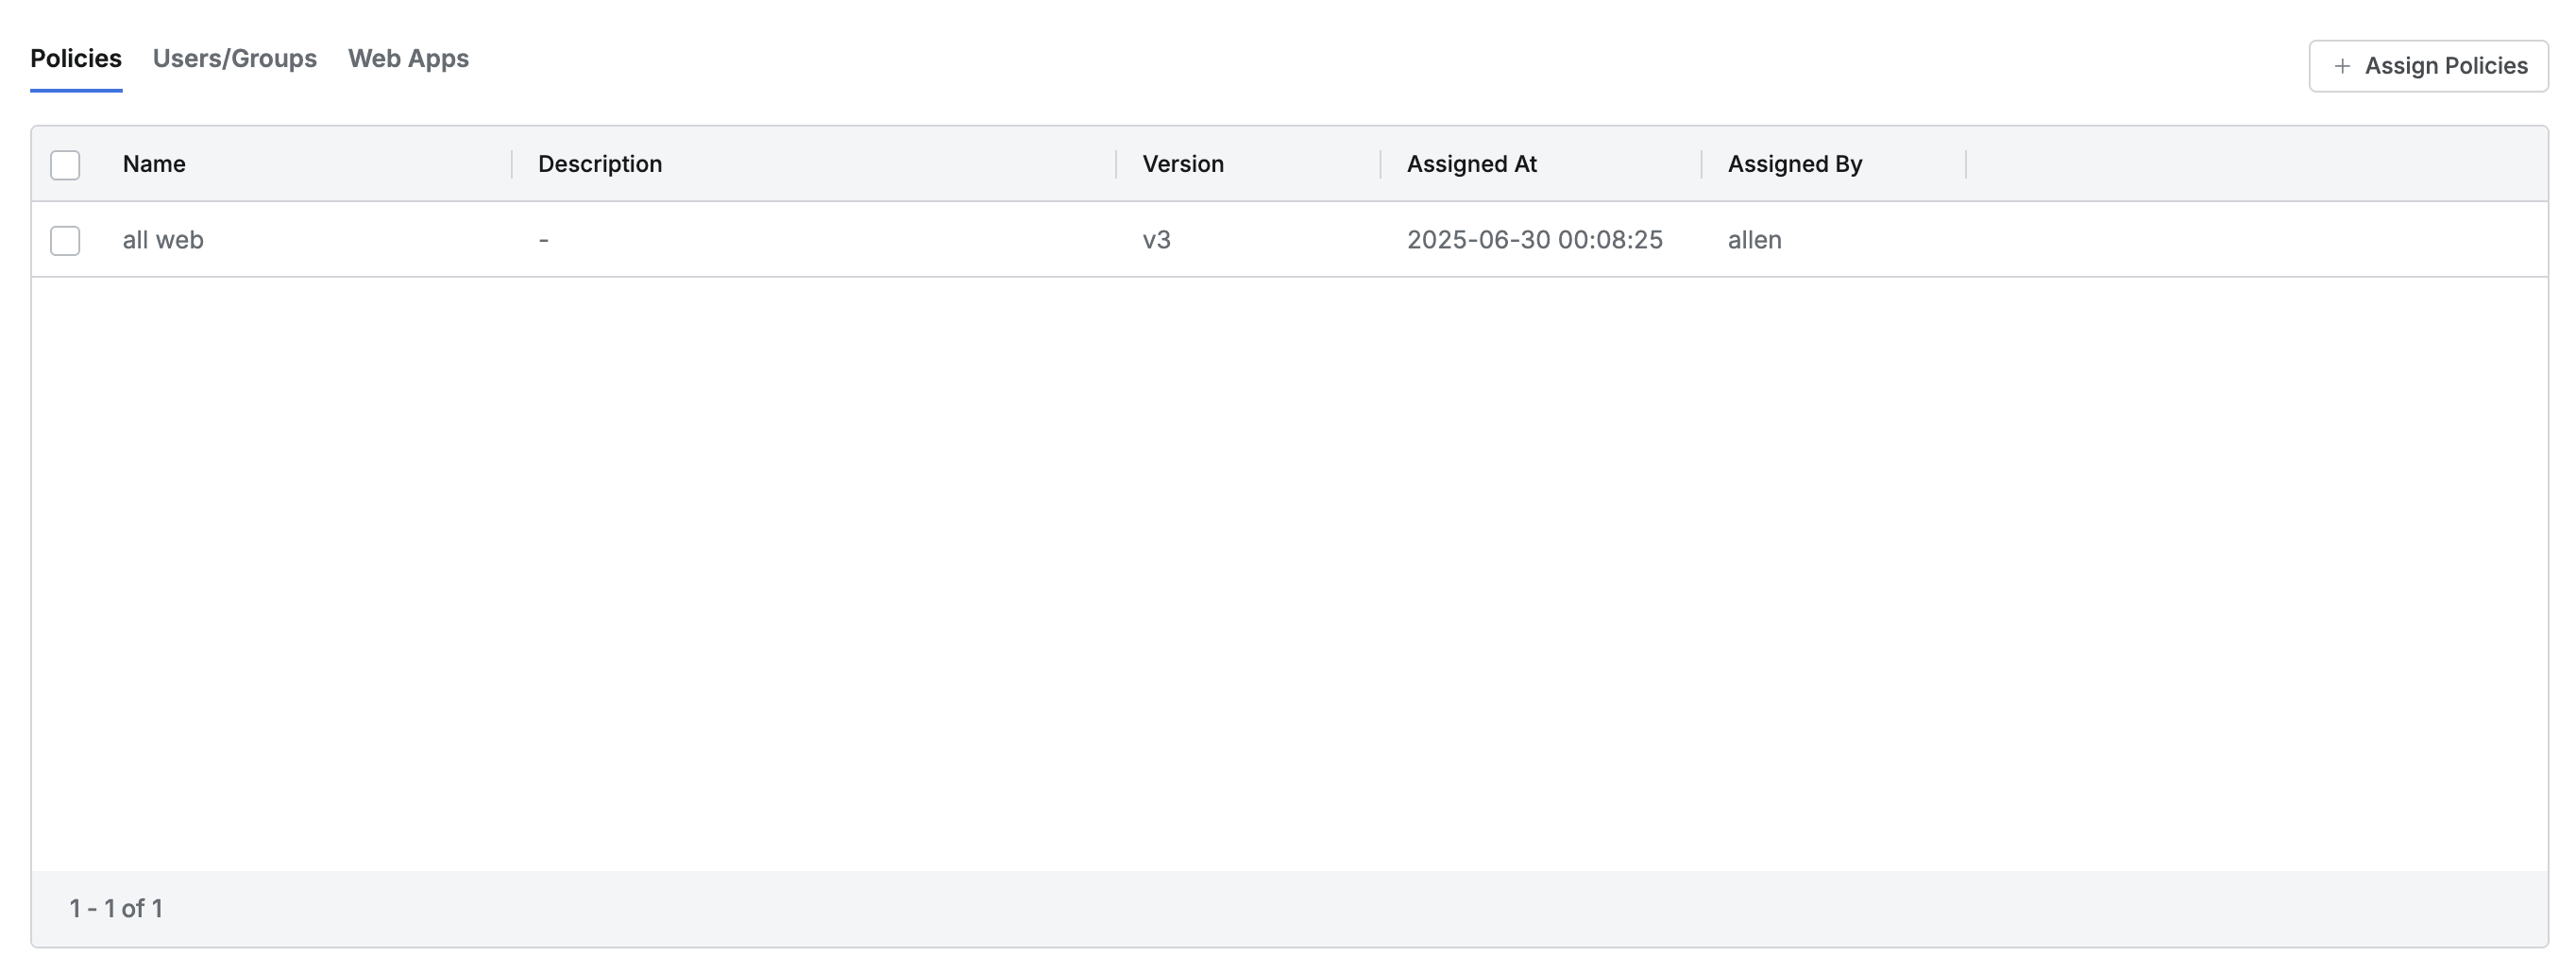 Policies Users/Groups Web Apps + Assign Policies
Name Description Version Assigned At Assigned By
all web - v3 2025-06-30 00:08:25 allen
1 - 1 of 1